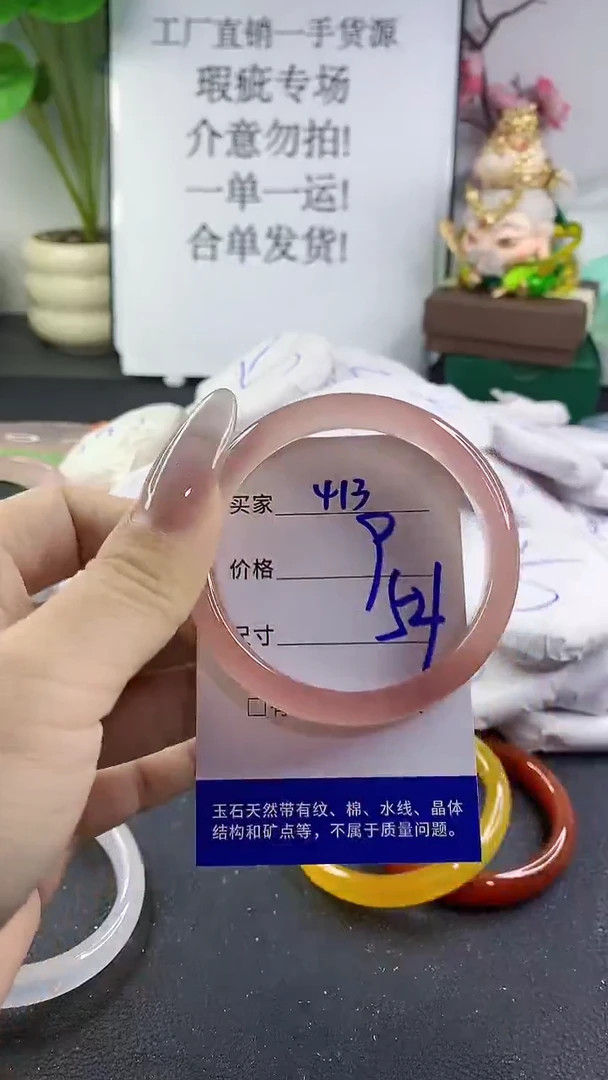 工厂直销一手货源
瑕疵专场
介意勿拍!
一单一运!
合单发货!
买家 413
价格 9
尺寸 54
玉石天然带有纹、棉、水线、晶体
结构和矿点等，不属于质量问题。